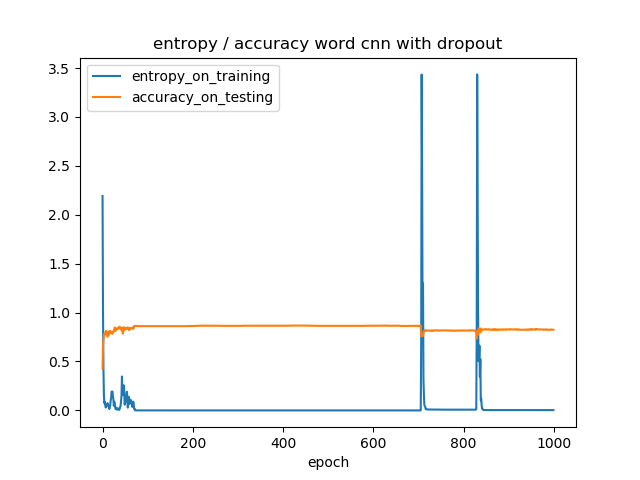 entropy / accuracy word cnn with dropout
entropy_on_training
accuracy_on_testing
3.5
3.0
2.5
2.0
1.5
1.0
0.5
0.0
0 200 400 600 800 1000
epoch